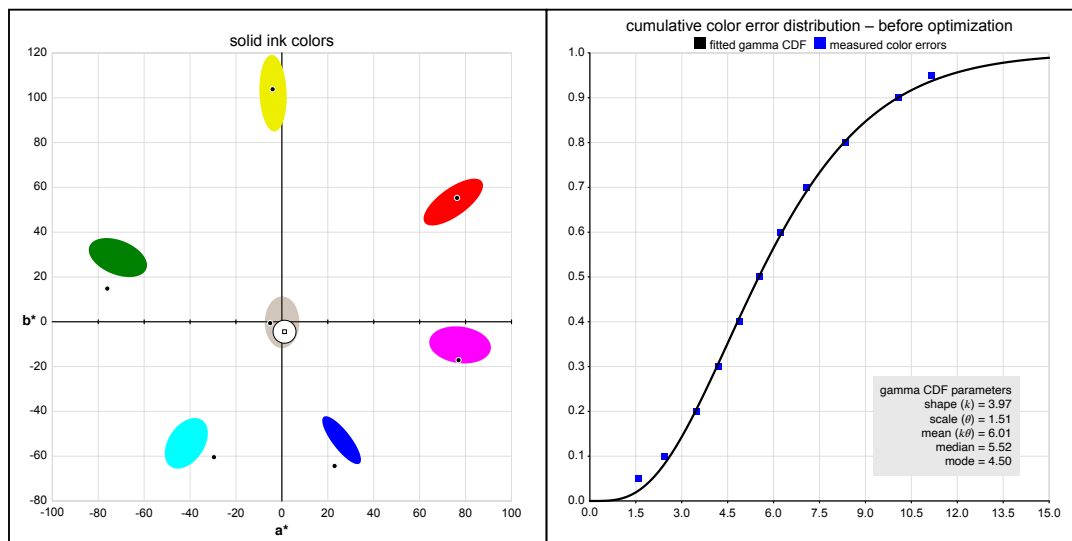 solid ink colors
120
100
80
60
40
20
b* 0
-20
-40
-60
-80
-100 -80 -60 -40 -20 0 20 40 60 80 100
a*
cumulative color error distribution – before optimization
fitted gamma CDF measured color errors
1.0
0.9
0.8
0.7
0.6
0.5
0.4
0.3
0.2
0.1
0.0
0.0 1.5 3.0 4.5 6.0 7.5 9.0 10.5 12.0 13.5 15.0
gamma CDF parameters
shape (k) = 3.97
scale (θ) = 1.51
mean (kθ) = 6.01
median = 5.52
mode = 4.50